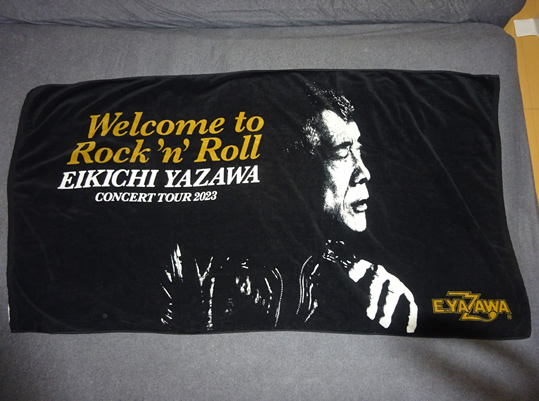 Welcome to
Rock 'n' Roll
EIKICHI YAZAWA
CONCERT TOUR 2023
E.YAZAWA